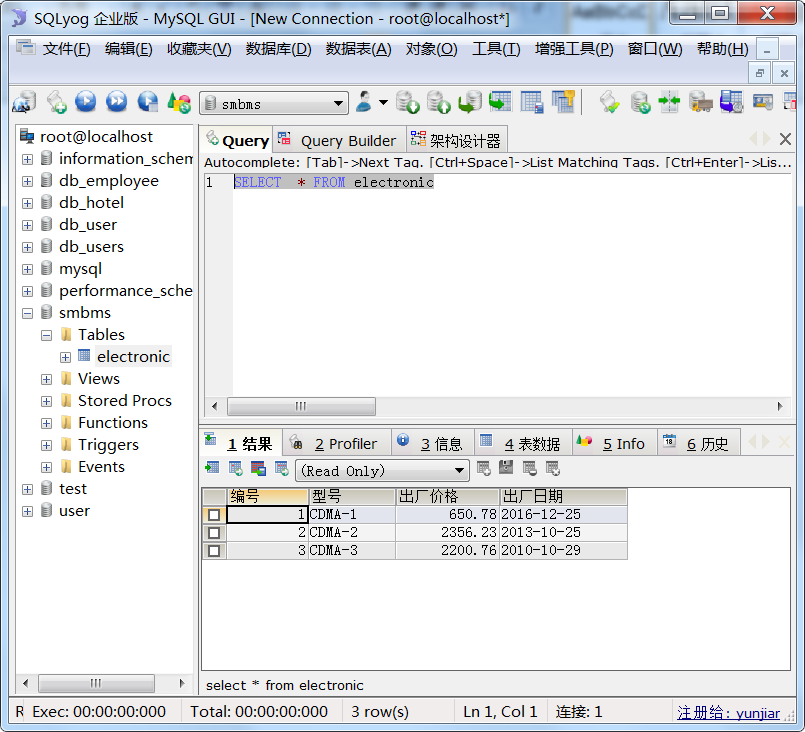 SQLyog 企业版 - MySQL GUI - [New Connection - root@localhost*]
文件(F) 编辑(E) 收藏夹(V) 数据库(D) 数据表(A) 对象(O) 工具(T) 增强工具(P) 窗口(W) 帮助(H)
smbms
root@localhost
information_schem
db_employee
db_hotel
db_user
db_users
mysql
performance_sche
smbms
Tables
electronic
Views
Stored Procs
Functions
Triggers
Events
test
user
Query Query Builder 架构设计器
Autocomplete: [Tab]->Next Tag. [Ctrl+Space]->List Matching Tags. [Ctrl+Enter]->Lis...
1 SELECT * FROM electronic
1 结果 2 Profiler 3 信息 4 表数据 5 Info 6 历史
(Read Only)
编号 型号 出厂价格 出厂日期
1 CDMA-1 650.78 2016-12-25
2 CDMA-2 2356.23 2013-10-25
3 CDMA-3 2200.76 2010-10-29
select * from electronic
R Exec: 00:00:00:000 Total: 00:00:00:000 3 row(s) Ln 1, Col 1 连接: 1 注册给: yunjiar